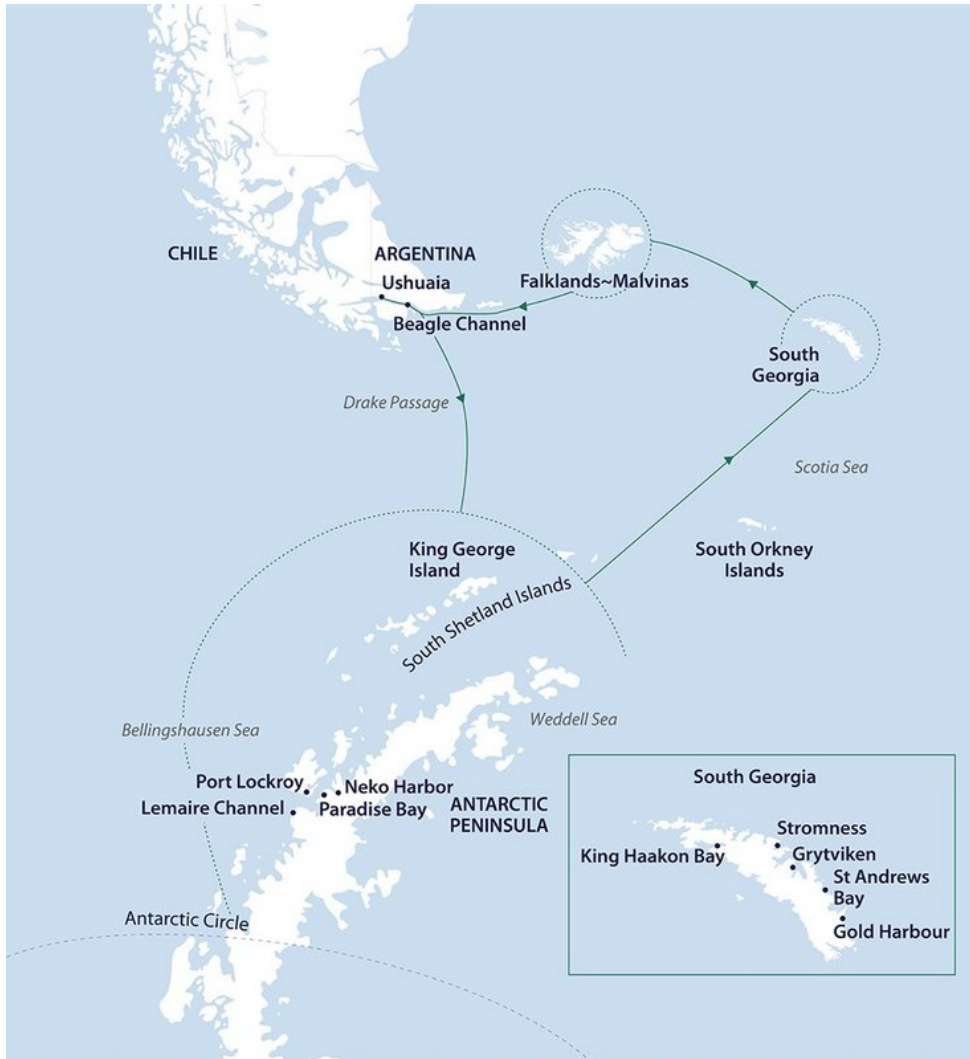 CHILE
ARGENTINA
Ushuaia
Beagle Channel
Falklands~Malvinas
South
Georgia
Drake Passage
Scotia Sea
King George
Island
South Orkney
Islands
South Shetland Islands
Bellingshausen Sea
Weddell Sea
Port Lockroy
Neko Harbor
Lemaire Channel
Paradise Bay
ANTARCTIC
PENINSULA
Antarctic Circle
South Georgia
Stromness
King Haakon Bay
Grytviken
St Andrews
Bay
Gold Harbour